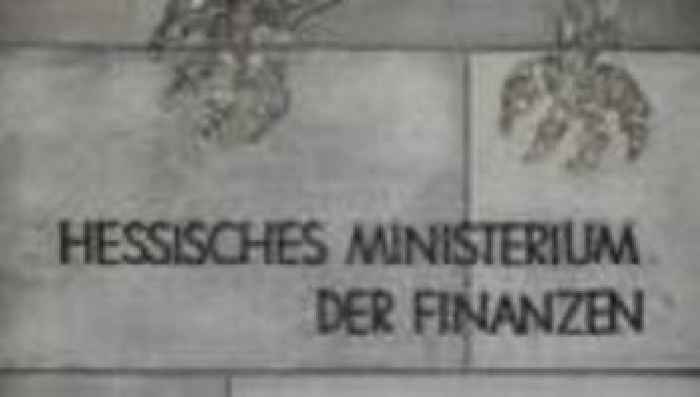 HESSISCHES MINISTERIUM
DER FINANZEN